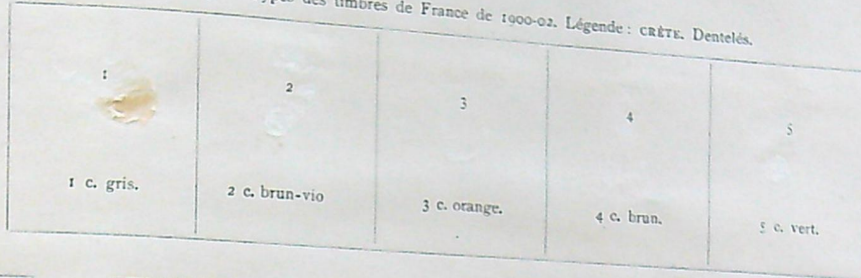 des timbres de France de 1900-02. Légende : CRÈTE. Dentelés.
1 2 3 4 5
1 c. gris. 2 c. brun-vio 3 c. orange. 4 c. brun. 5 c. vert.